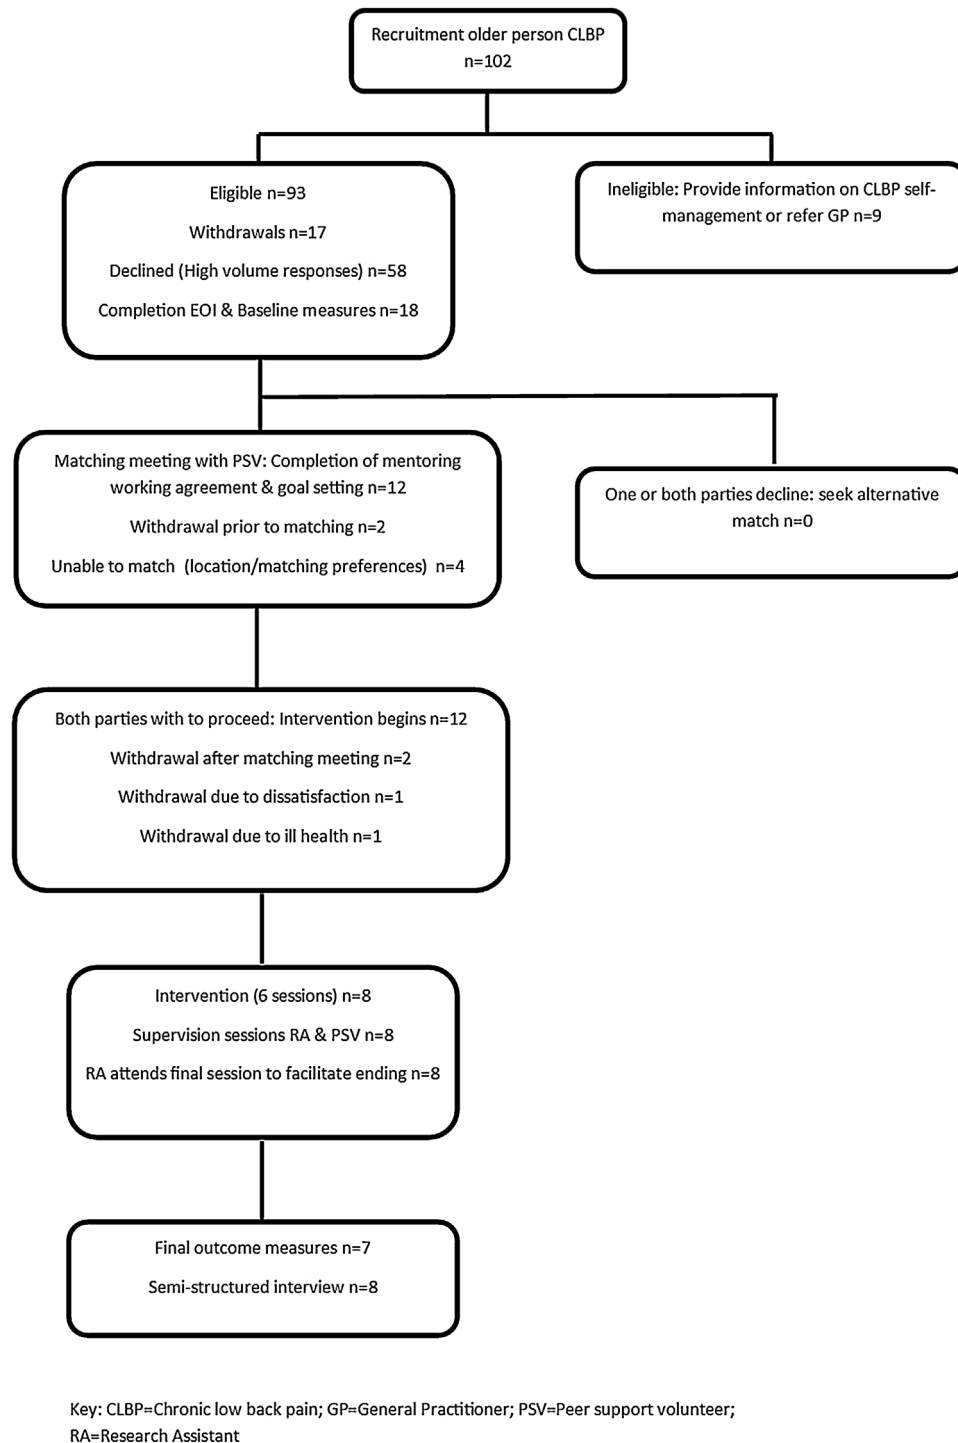 Recruitment older person CLBP
n=102
Eligible n=93
Withdrawals n=17
Declined (High volume responses) n=58
Completion EOI & Baseline measures n=18
Ineligible: Provide information on CLBP self-
management or refer GP n=9
Matching meeting with PSV: Completion of mentoring
working agreement & goal setting n=12
Withdrawal prior to matching n=2
Unable to match (location/matching preferences) n=4
One or both parties decline: seek alternative
match n=0
Both parties with to proceed: Intervention begins n=12
Withdrawal after matching meeting n=2
Withdrawal due to dissatisfaction n=1
Withdrawal due to ill health n=1
Intervention (6 sessions) n=8
Supervision sessions RA & PSV n=8
RA attends final session to facilitate ending n=8
Final outcome measures n=7
Semi-structured interview n=8
Key: CLBP=Chronic low back pain; GP=General Practitioner; PSV=Peer support volunteer;
RA=Research Assistant